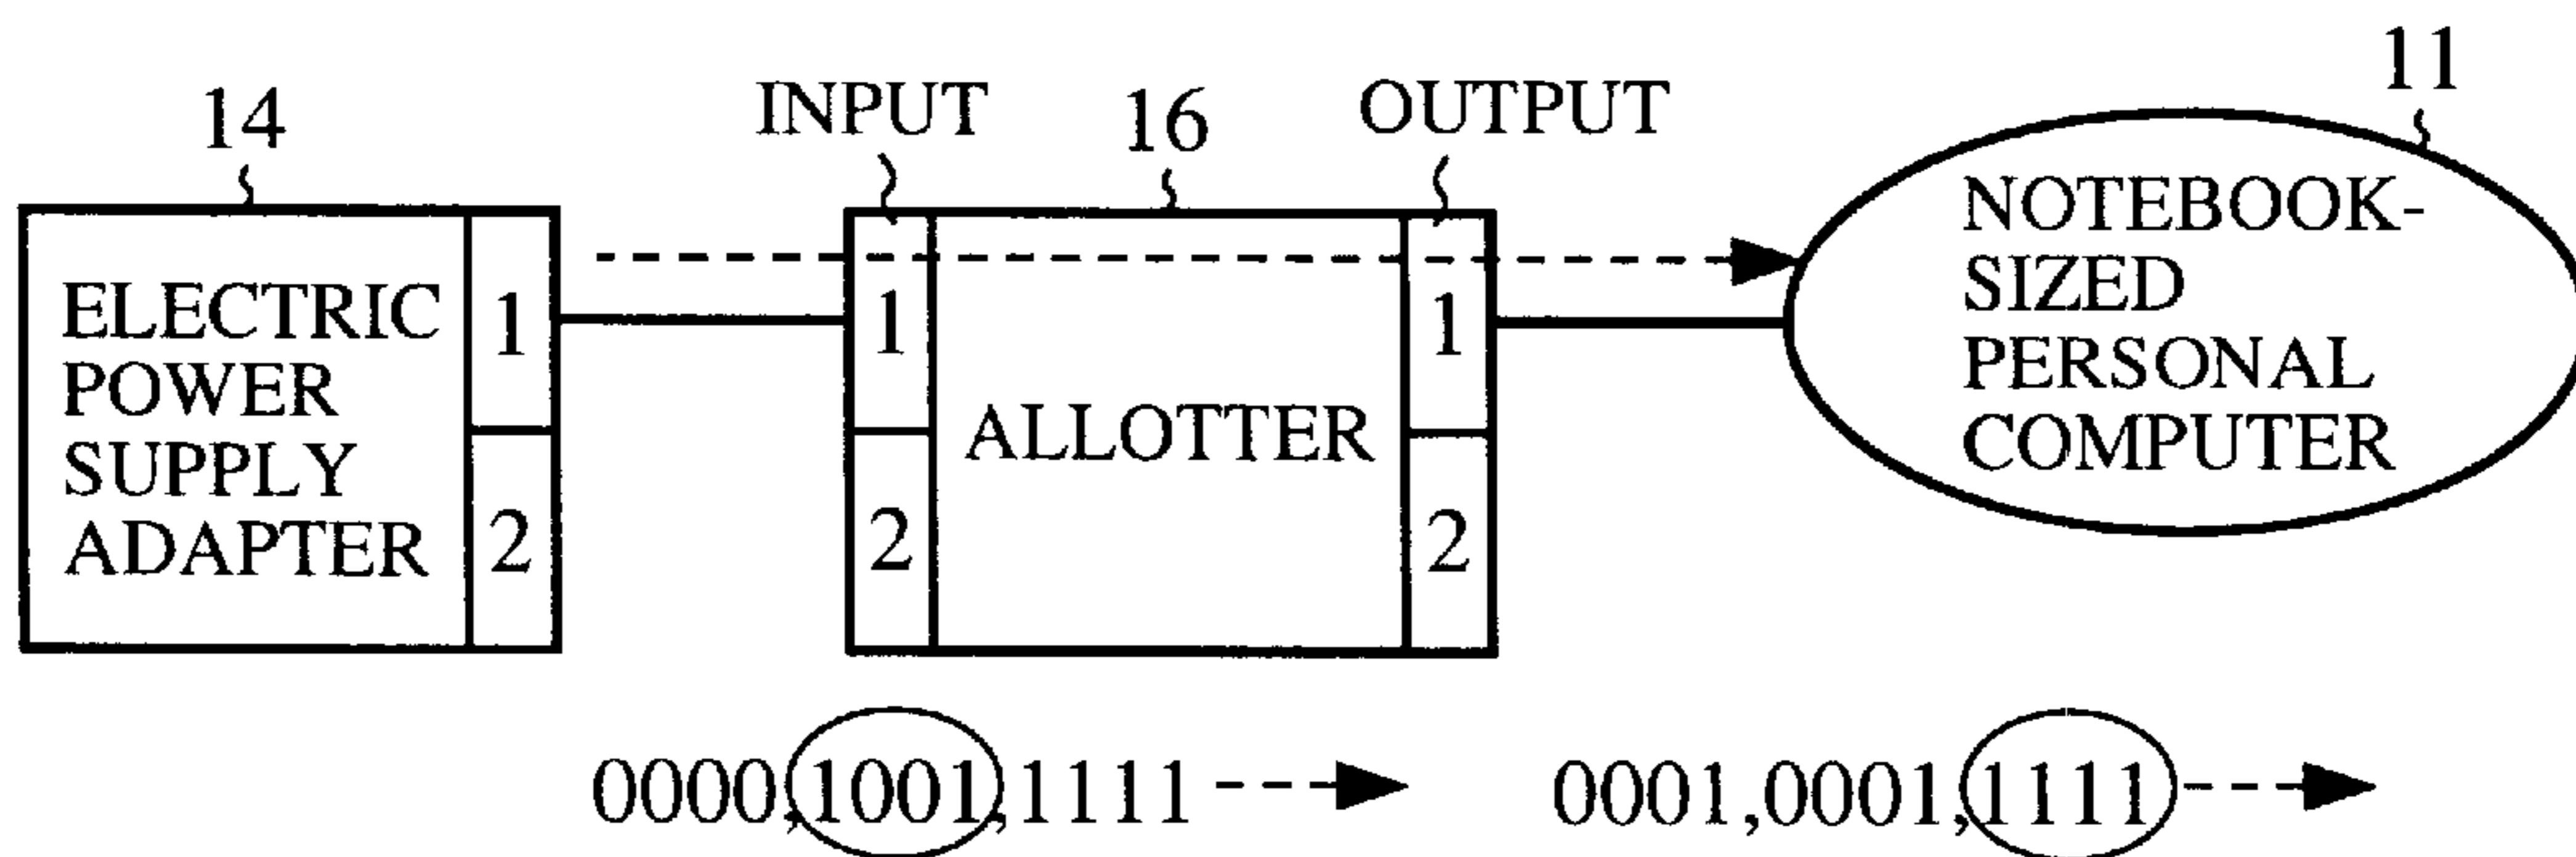 14
INPUT
16
OUTPUT
11
ELECTRIC
POWER
SUPPLY
ADAPTER
1
2
1
2
ALLOTTER
1
2
NOTEBOOK-
SIZED
PERSONAL
COMPUTER
0000,1001,1111
0001,0001,1111